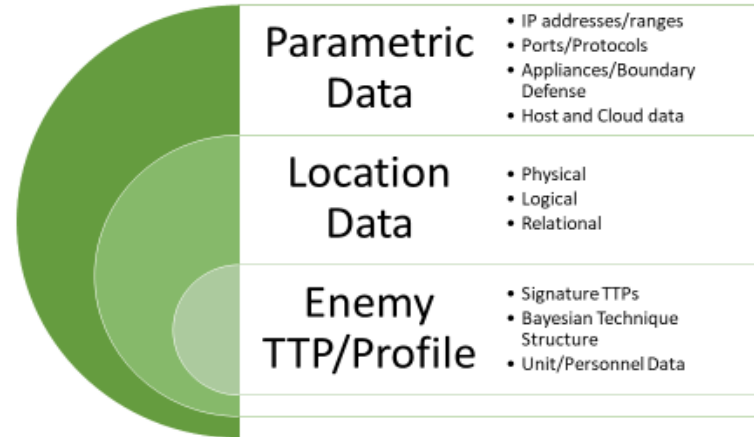 Parametric
Data
• IP addresses/ranges
• Ports/Protocols
• Appliances/Boundary
Defense
• Host and Cloud data
Location
Data
• Physical
• Logical
• Relational
Enemy
TTP/Profile
• Signature TTPs
• Bayesian Technique
Structure
• Unit/Personnel Data